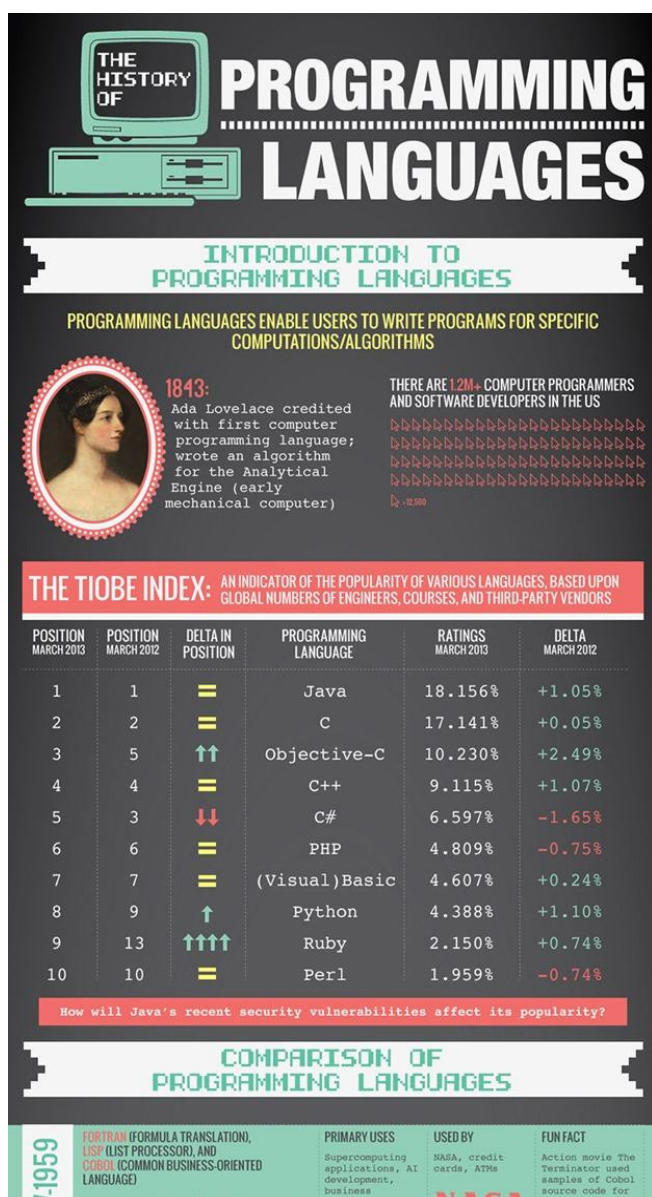 THE
HISTORY
OF
PROGRAMMING
LANGUAGES
INTRODUCTION TO
PROGRAMMING LANGUAGES
PROGRAMMING LANGUAGES ENABLE USERS TO WRITE PROGRAMS FOR SPECIFIC
COMPUTATIONS/ALGORITHMS
1843:
Ada Lovelace credited
with first computer
programming language;
wrote an algorithm
for the Analytical
Engine (early
mechanical computer)
THERE ARE 1.2M+ COMPUTER PROGRAMMERS
AND SOFTWARE DEVELOPERS IN THE US
=12,500
THE TIOBE INDEX: AN INDICATOR OF THE POPULARITY OF VARIOUS LANGUAGES, BASED UPON
GLOBAL NUMBERS OF ENGINEERS, COURSES, AND THIRD-PARTY VENDORS
POSITION MARCH 2013 POSITION MARCH 2012 DELTA IN POSITION PROGRAMMING LANGUAGE RATINGS MARCH 2013 DELTA MARCH 2012
1 1 = Java 18.156% +1.05%
2 2 = C 17.141% +0.05%
3 5 ↑↑ Objective-C 10.230% +2.49%
4 4 = C++ 9.115% +1.07%
5 3 ↓↓ C# 6.597% -1.65%
6 6 = PHP 4.809% -0.75%
7 7 = (Visual)Basic 4.607% +0.24%
8 9 ↑ Python 4.388% +1.10%
9 13 ↑↑↑↑ Ruby 2.150% +0.74%
10 10 = Perl 1.959% -0.74%
How will Java's recent security vulnerabilities affect its popularity?
COMPARISON OF
PROGRAMMING LANGUAGES
-1959
FORTRAN (FORMULA TRANSLATION),
LISP (LIST PROCESSOR), AND
COBOL (COMMON BUSINESS-ORIENTED
LANGUAGE)
PRIMARY USES
Supercomputing
applications, AI
development,
business
USED BY
NASA, credit
cards, ATMs
NASA
FUN FACT
Action movie The
Terminator used
samples of Cobol
source code for